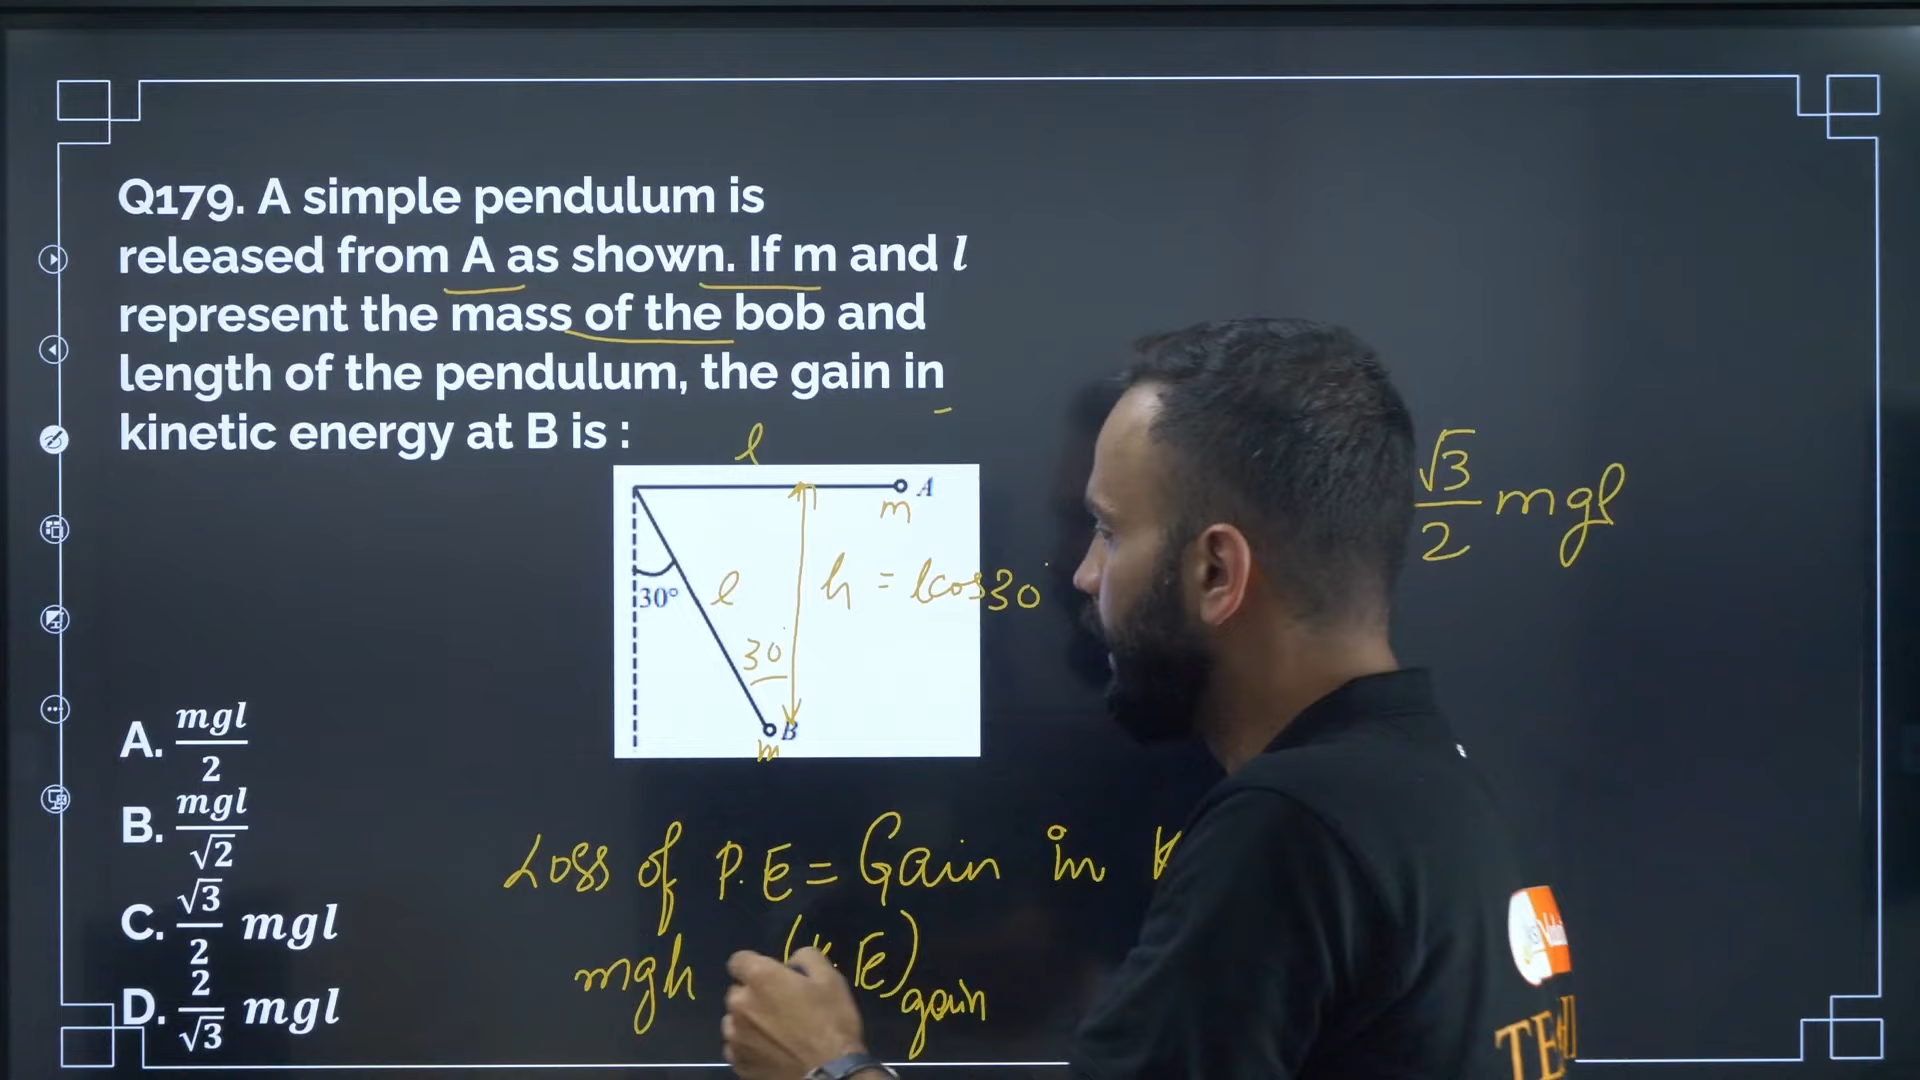 Q179. A simple pendulum is
released from A as shown. If m and l
represent the mass of the bob and
length of the pendulum, the gain in
kinetic energy at B is :
l
A
m
30°
l
h = lcos30°
30°
B
m
√3/2 mgl
A. mgl/2
B. mgl/√2
C. √3/2 mgl
D. 2/√3 mgl
Loss of P.E = Gain in K
mgh (K.E)gain